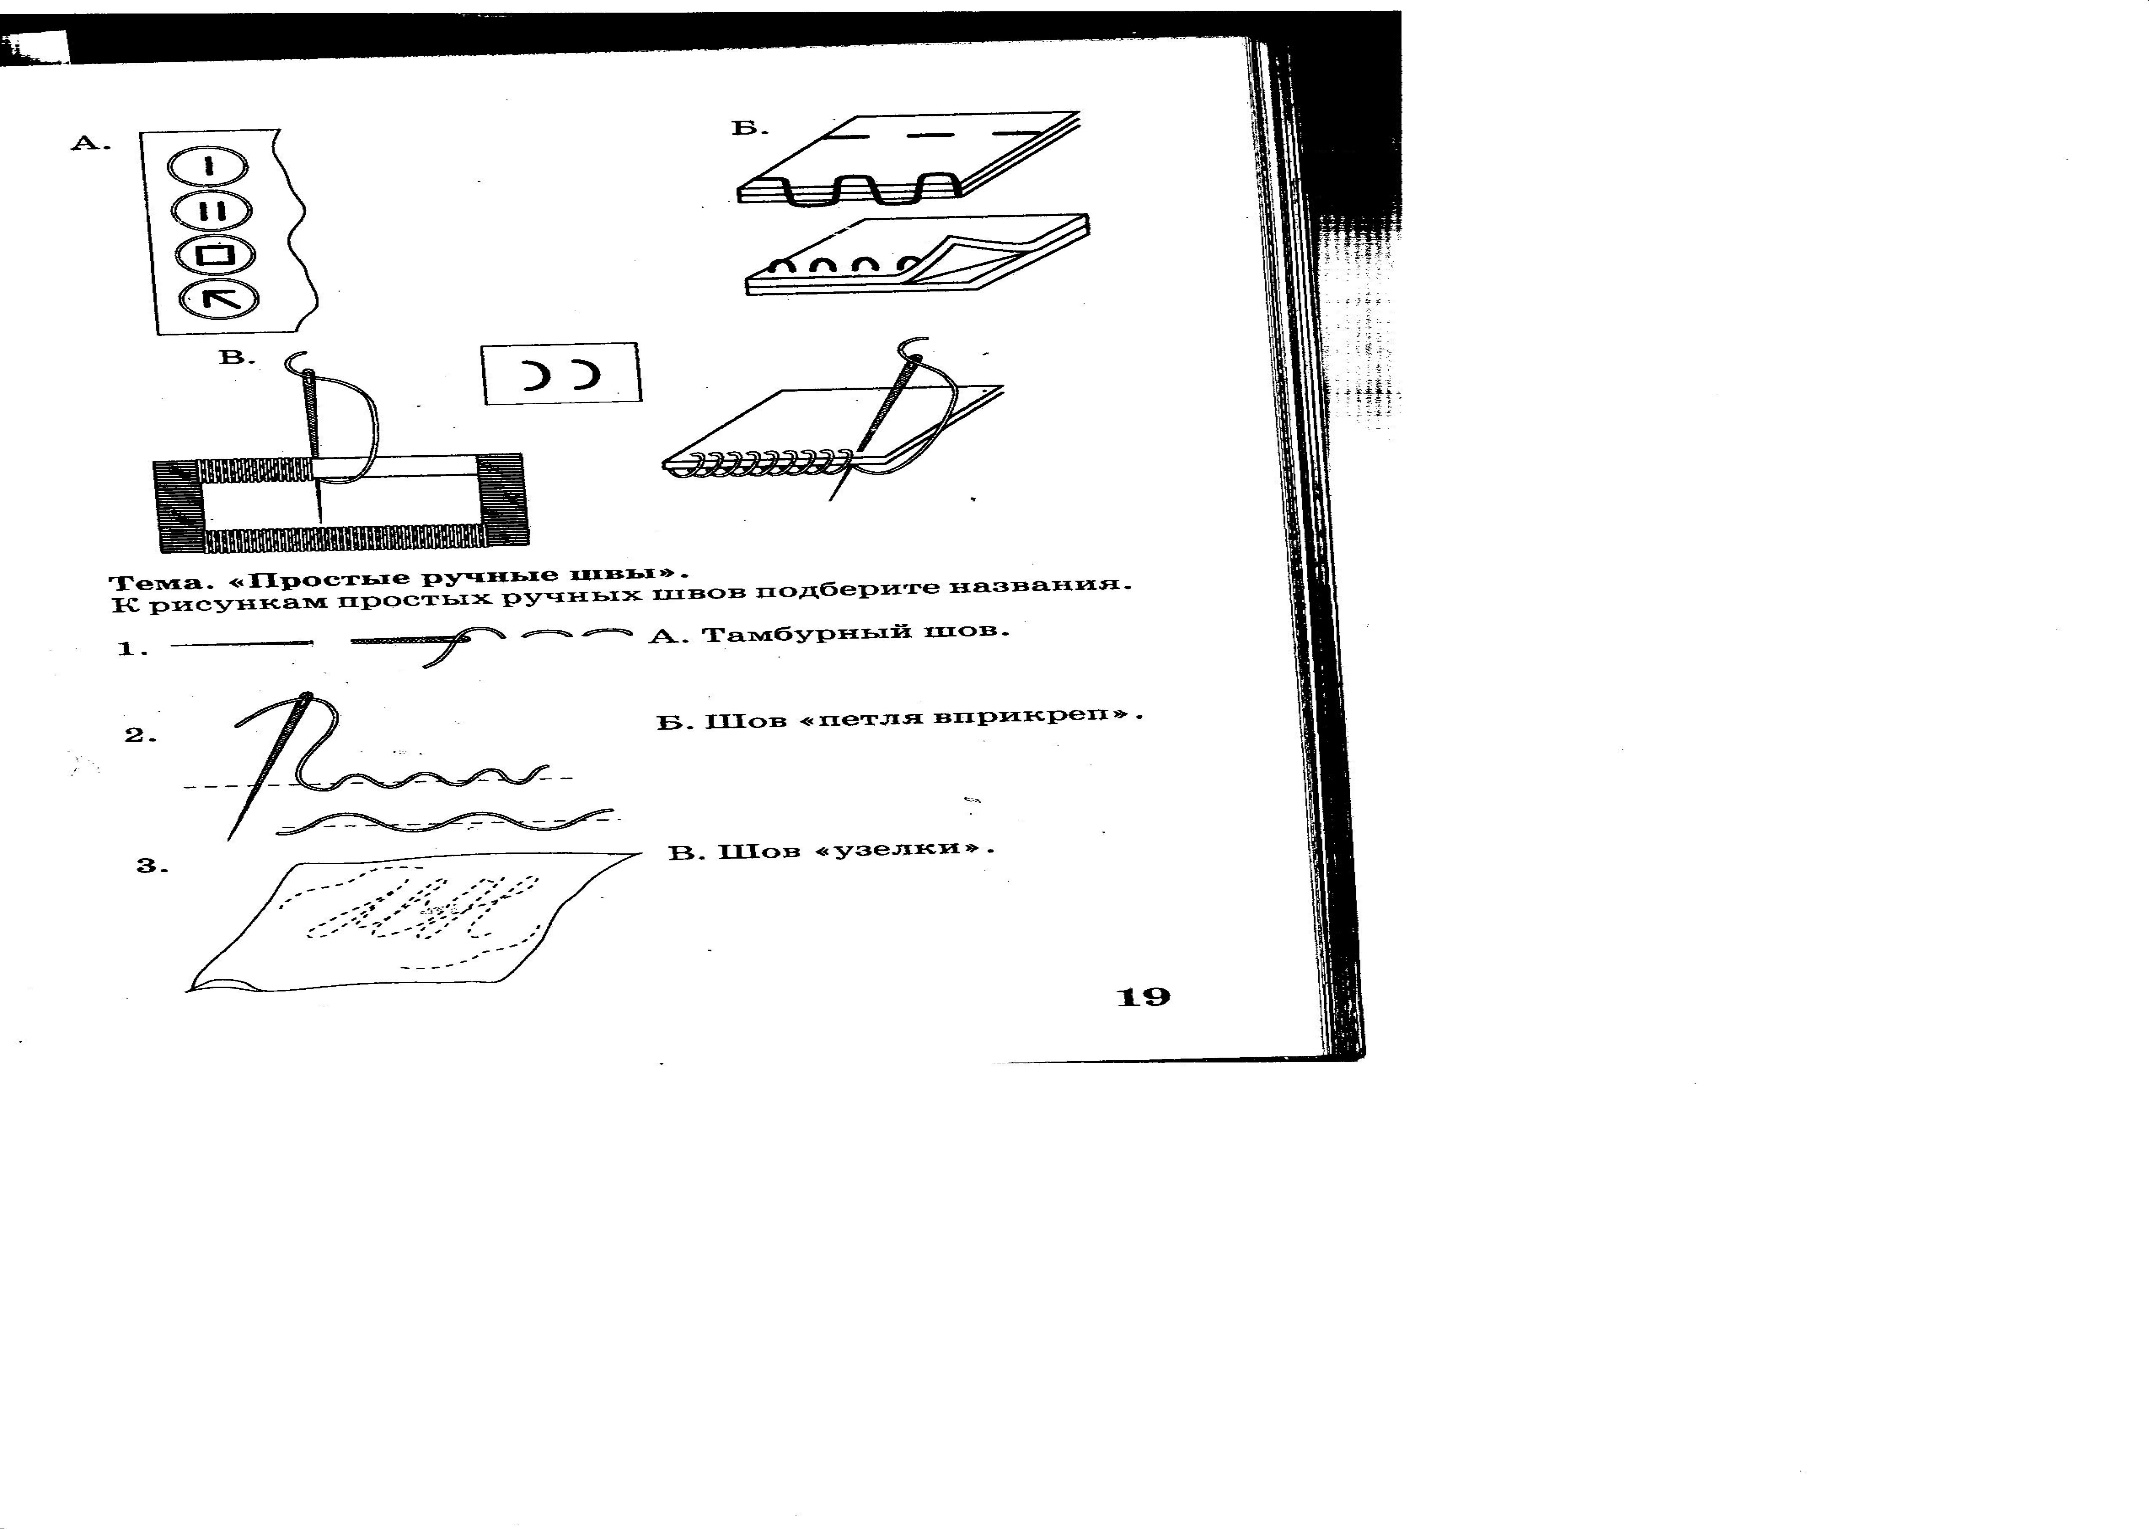 А.
Б.
В.
Тема. «Простые ручные швы».
К рисункам простых ручных швов подберите названия.
1.
А. Тамбурный шов.
2.
Б. Шов «петля вприкреп».
3.
В. Шов «узелки».
19